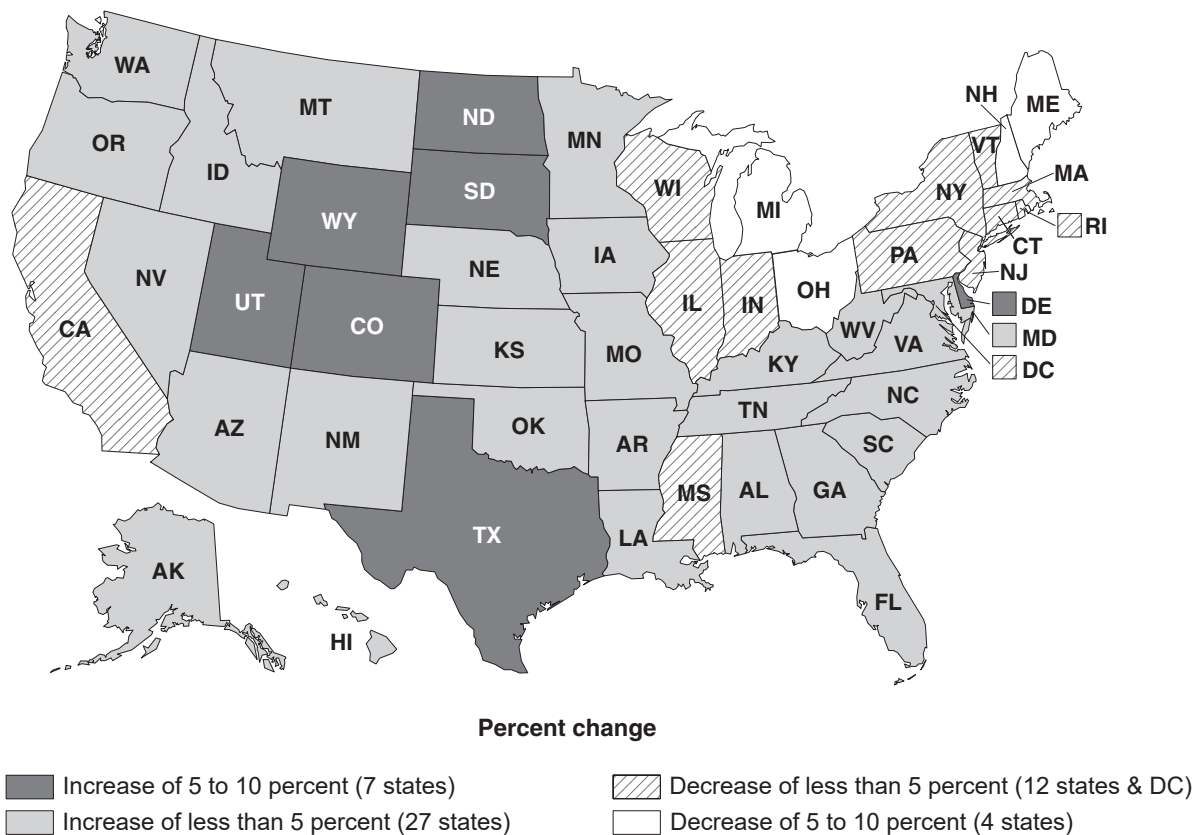 WA
MT
ND
MN
NH
ME
OR
ID
SD
WI
VT
MA
WY
MI
NY
RI
NV
NE
IA
PA
CT
UT
IL
IN
OH
NJ
CA
CO
KS
MO
WV
VA
DE
KY
MD
DC
AZ
NM
OK
AR
TN
NC
SC
MS
AL
GA
TX
LA
AK
FL
HI
Percent change
Increase of 5 to 10 percent (7 states)
Increase of less than 5 percent (27 states)
Decrease of less than 5 percent (12 states & DC)
Decrease of 5 to 10 percent (4 states)